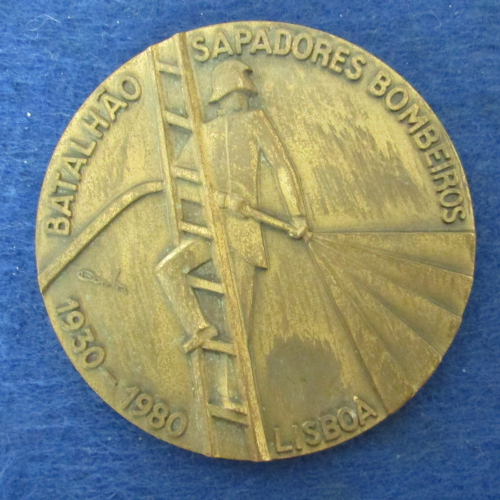 BATALHÃO SAPADORES BOMBEIROS
1930-1980
LISBOA